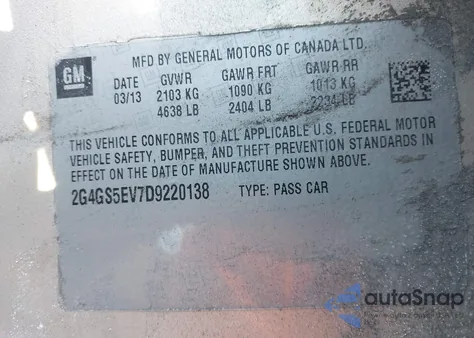 GM
MFD BY GENERAL MOTORS OF CANADA LTD.
DATE GVWR GAWR FRT GAWR RR
03/13 2103 KG 1090 KG 1013 KG
4638 LB 2404 LB 2234 LB
THIS VEHICLE CONFORMS TO ALL APPLICABLE U.S. FEDERAL MOTOR
VEHICLE SAFETY, BUMPER, AND THEFT PREVENTION STANDARDS IN
EFFECT ON THE DATE OF MANUFACTURE SHOWN ABOVE.
2G4GS5EV7D9220138 TYPE: PASS CAR
autoSnap